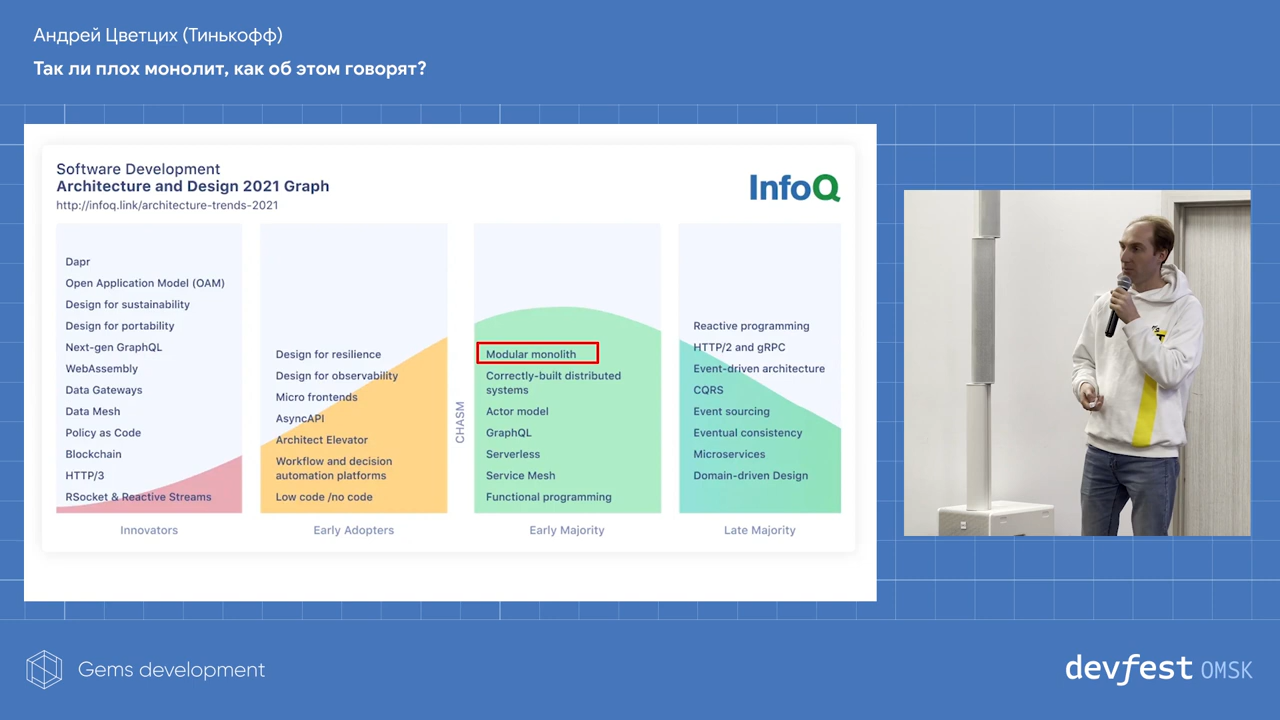 Андрей Цветцих (Тинькофф)
Так ли плох монолит, как об этом говорят?
Software Development
Architecture and Design 2021 Graph
http://infoq.link/architecture-trends-2021
InfoQ
Dapr
Open Application Model (OAM)
Design for sustainability
Design for portability
Next-gen GraphQL
WebAssembly
Data Gateways
Data Mesh
Policy as Code
Blockchain
HTTP/3
RSocket & Reactive Streams
Innovators
Design for resilience
Design for observability
Micro frontends
AsyncAPI
Architect Elevator
Workflow and decision
automation platforms
Low code /no code
Early Adopters
CHASM
Modular monolith
Correctly-built distributed
systems
Actor model
GraphQL
Serverless
Service Mesh
Functional programming
Early Majority
Reactive programming
HTTP/2 and gRPC
Event-driven architecture
CQRS
Event sourcing
Eventual consistency
Microservices
Domain-driven Design
Late Majority
Gems development
devfest OMSK